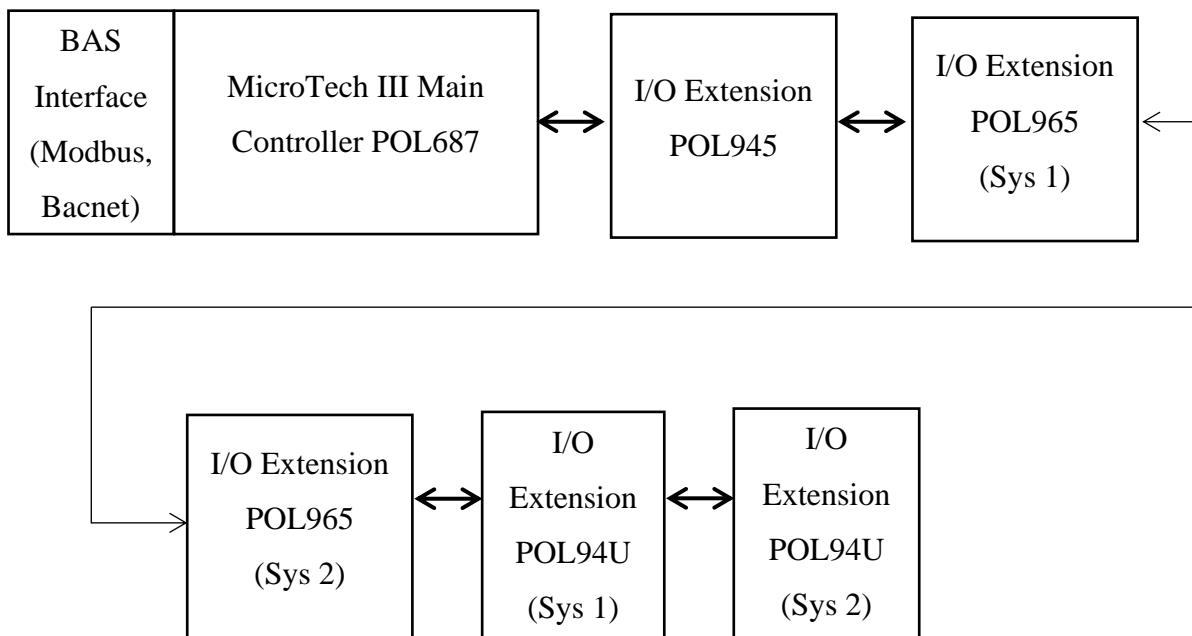 BAS
Interface
(Modbus,
Bacnet)
MicroTech III Main
Controller POL687
I/O Extension
POL945
I/O Extension
POL965
(Sys 1)
I/O Extension
POL965
(Sys 2)
I/O
Extension
POL94U
(Sys 1)
I/O
Extension
POL94U
(Sys 2)